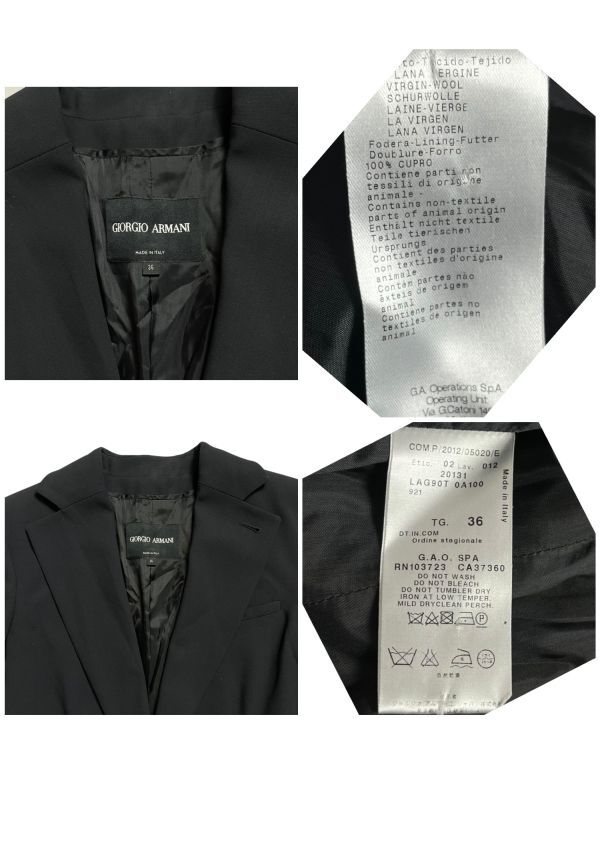 GIORGIO ARMANI
MADE IN ITALY
36
to-Tecido-Tejido
LANA VERGINE
VIRGIN-WOOL
SCHURWOLLE
LAINE-VIERGE
LA VIRGEN
LANA VIRGEN
Fodera-Lining-Futter
Doublure-Forro
100% CUPRO
Contiene parti non
tessili di origine
animale -
Contains non-textile
parts of animal origin
Enthält nicht textile
Teile tierischen
Ursprungs
Contient des parties
non textiles d'origine
animale
Contém partes não
têxteis de origem
animal
Contiene partes no
textiles de origen
animal
G.A. Operations S.p.A.
Operating Unit:
Via G.Catoni 14
GIORGIO ARMANI
MADE IN ITALY
36
COM.P/2012/05020/E
Etic. 02 Lav. 012
20131
LAG90T 0A100
921
Made in Italy
TG. 36
DT.IN.COM
Ordine stagionale
G.A.O. SPA
RN103723 CA37360
DO NOT WASH
DO NOT BLEACH
DO NOT TUMBLER DRY
IRON AT LOW TEMPER.
MILD DRYCLEAN PERCH.